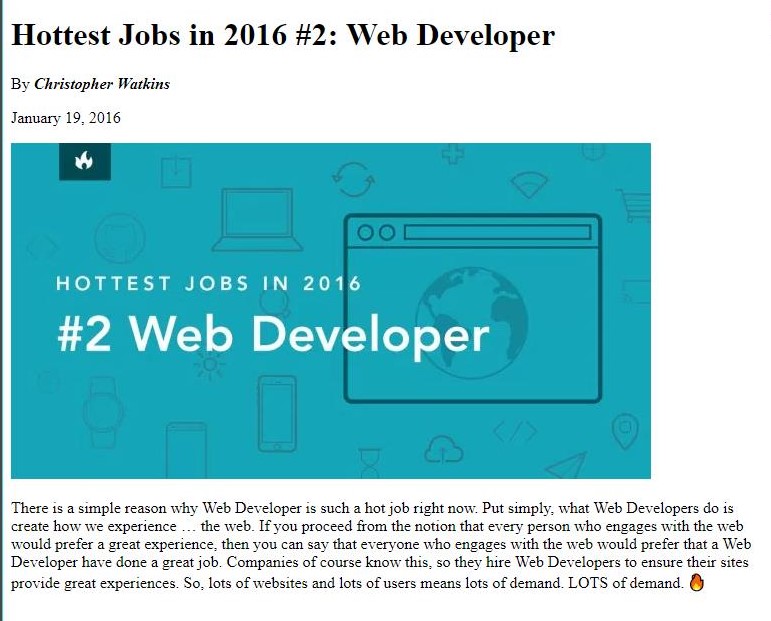 Hottest Jobs in 2016 #2: Web Developer
By Christopher Watkins
January 19, 2016
HOTTEST JOBS IN 2016
#2 Web Developer
</>
</>
There is a simple reason why Web Developer is such a hot job right now. Put simply, what Web Developers do is
create how we experience … the web. If you proceed from the notion that every person who engages with the web
would prefer a great experience, then you can say that everyone who engages with the web would prefer that a Web
Developer have done a great job. Companies of course know this, so they hire Web Developers to ensure their sites
provide great experiences. So, lots of websites and lots of users means lots of demand. LOTS of demand. 🔥